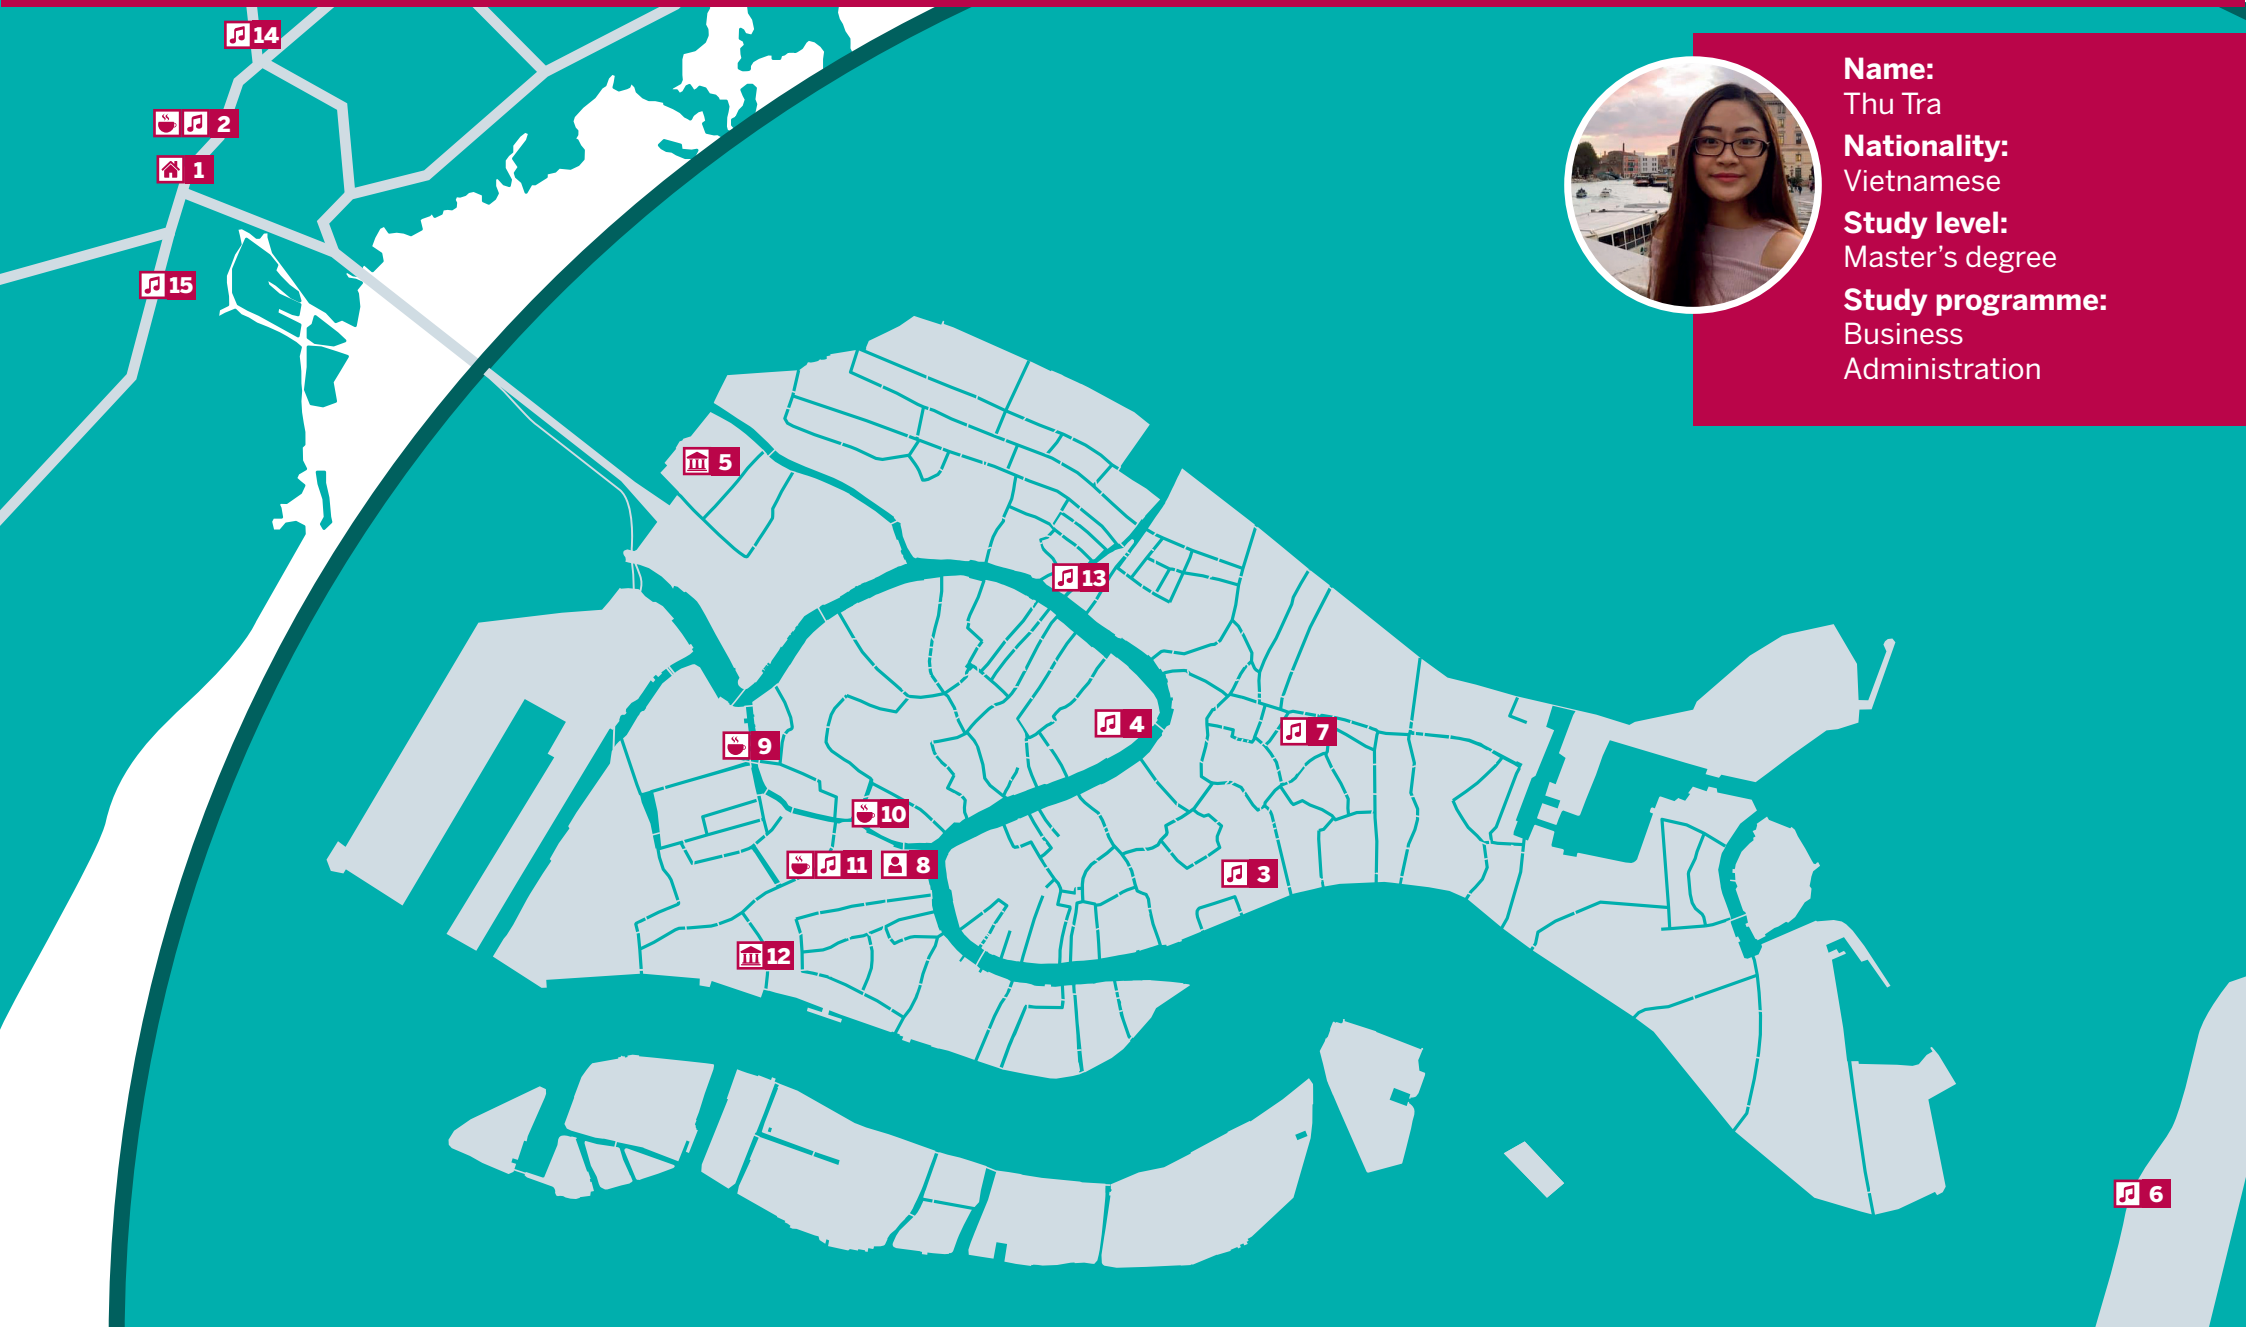 14
2
1
15
Name:
Thu Tra
Nationality:
Vietnamese
Study level:
Master’s degree
Study programme:
Business
Administration
5
13
4
7
9
10
11
8
3
12
6